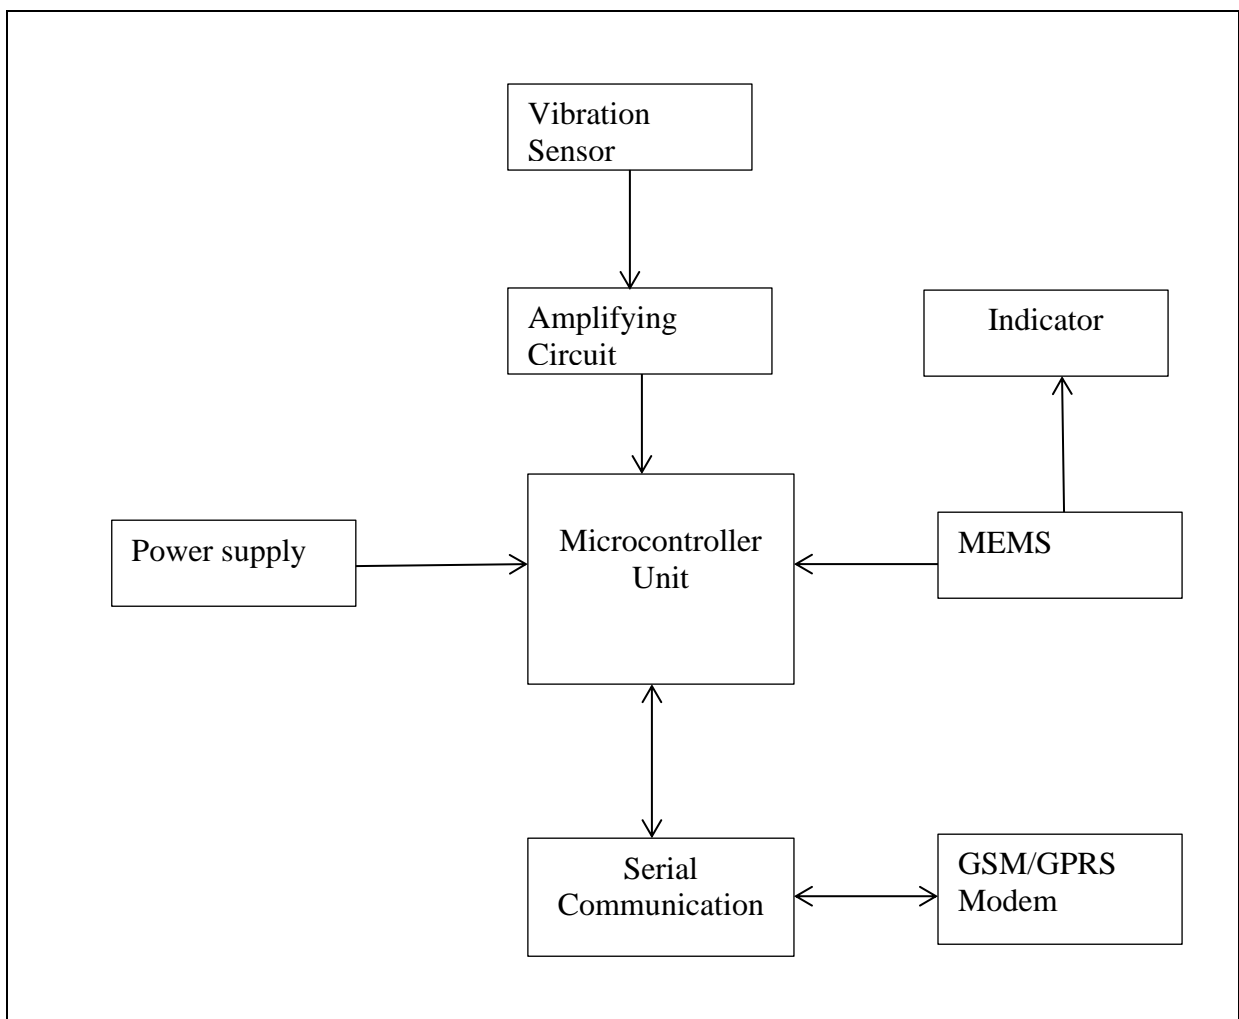 Vibration
Sensor
Amplifying
Circuit
Indicator
Power supply
Microcontroller
Unit
MEMS
Serial
Communication
GSM/GPRS
Modem